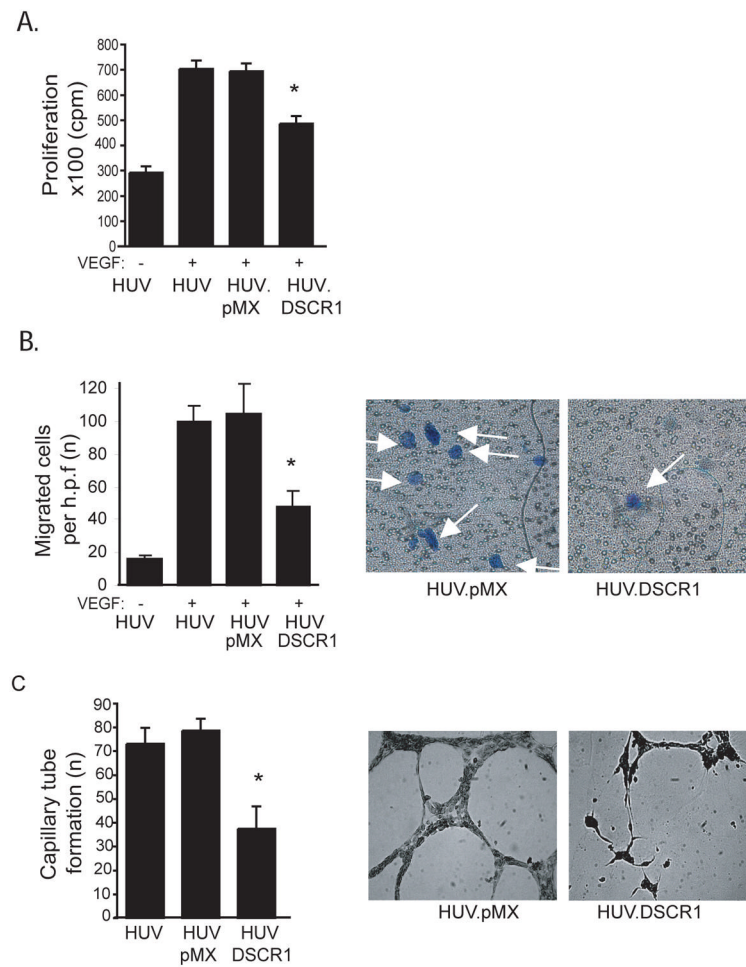 A.
Proliferation
x100 (cpm)
800
700
600
500
400
300
200
100
0
*
VEGF: - + + +
HUV HUV HUV. HUV.
pMX DSCR1
B.
Migrated cells
per h.p.f (n)
120
100
80
60
40
20
0
*
VEGF: - + + +
HUV HUV HUV HUV
pMX DSCR1
HUV.pMX HUV.DSCR1
C
Capillary tube
formation (n)
90
80
70
60
50
40
30
20
10
0
*
HUV HUV HUV
pMX DSCR1
HUV.pMX HUV.DSCR1